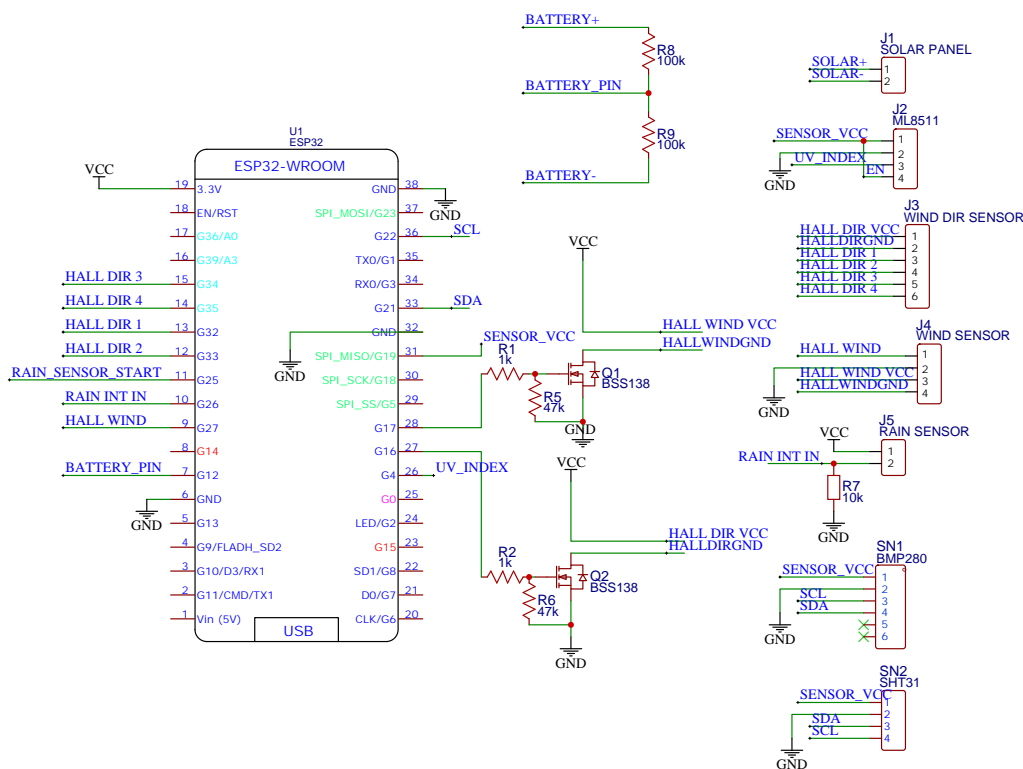 BATTERY+
R8
100k
BATTERY_PIN
R9
100k
BATTERY-
J1
SOLAR PANEL
SOLAR+
SOLAR-
1
2
J2
ML8511
SENSOR_VCC
UV_INDEX
EN
GND
1
2
3
4
J3
WIND DIR SENSOR
HALL DIR VCC
HALLDIRGND
HALL DIR 1
HALL DIR 2
HALL DIR 3
HALL DIR 4
1
2
3
4
5
6
J4
WIND SENSOR
HALL WIND
HALL WIND VCC
HALLWINDGND
GND
1
2
3
4
J5
RAIN SENSOR
VCC
RAIN INT IN
1
2
R7
10k
GND
SN1
BMP280
SENSOR_VCC
SCL
SDA
GND
1
2
3
4
5
6
SN2
SHT31
SENSOR_VCC
SDA
SCL
GND
1
2
3
4
U1
ESP32
ESP32-WROOM
VCC
19 3.3V
18 EN/RST
17 G36/A0
16 G39/A3
HALL DIR 3 15 G34
HALL DIR 4 14 G35
HALL DIR 1 13 G32
HALL DIR 2 12 G33
RAIN_SENSOR_START 11 G25
RAIN INT IN 10 G26
HALL WIND 9 G27
8 G14
BATTERY_PIN 7 G12
6 GND
GND
5 G13
4 G9/FLADH_SD2
3 G10/D3/RX1
2 G11/CMD/TX1
1 Vin (5V)
USB
GND 38
GND
SPI_MOSI/G23 37
G22 36 SCL
TX0/G1 35
RX0/G3 34
G21 33 SDA
GND 32
GND
SPI_MISO/G19 31 SENSOR_VCC
SPI_SCK/G18 30
SPI_SS/G5 29
G17 28
G16 27
G4 26 UV_INDEX
G0 25
LED/G2 24
G15 23
SD1/G8 22
D0/G7 21
CLK/G6 20
VCC
HALL WIND VCC
HALLWINDGND
R1
1k
R5
47k
Q1
BSS138
GND
VCC
HALL DIR VCC
HALLDIRGND
R2
1k
R6
47k
Q2
BSS138
GND